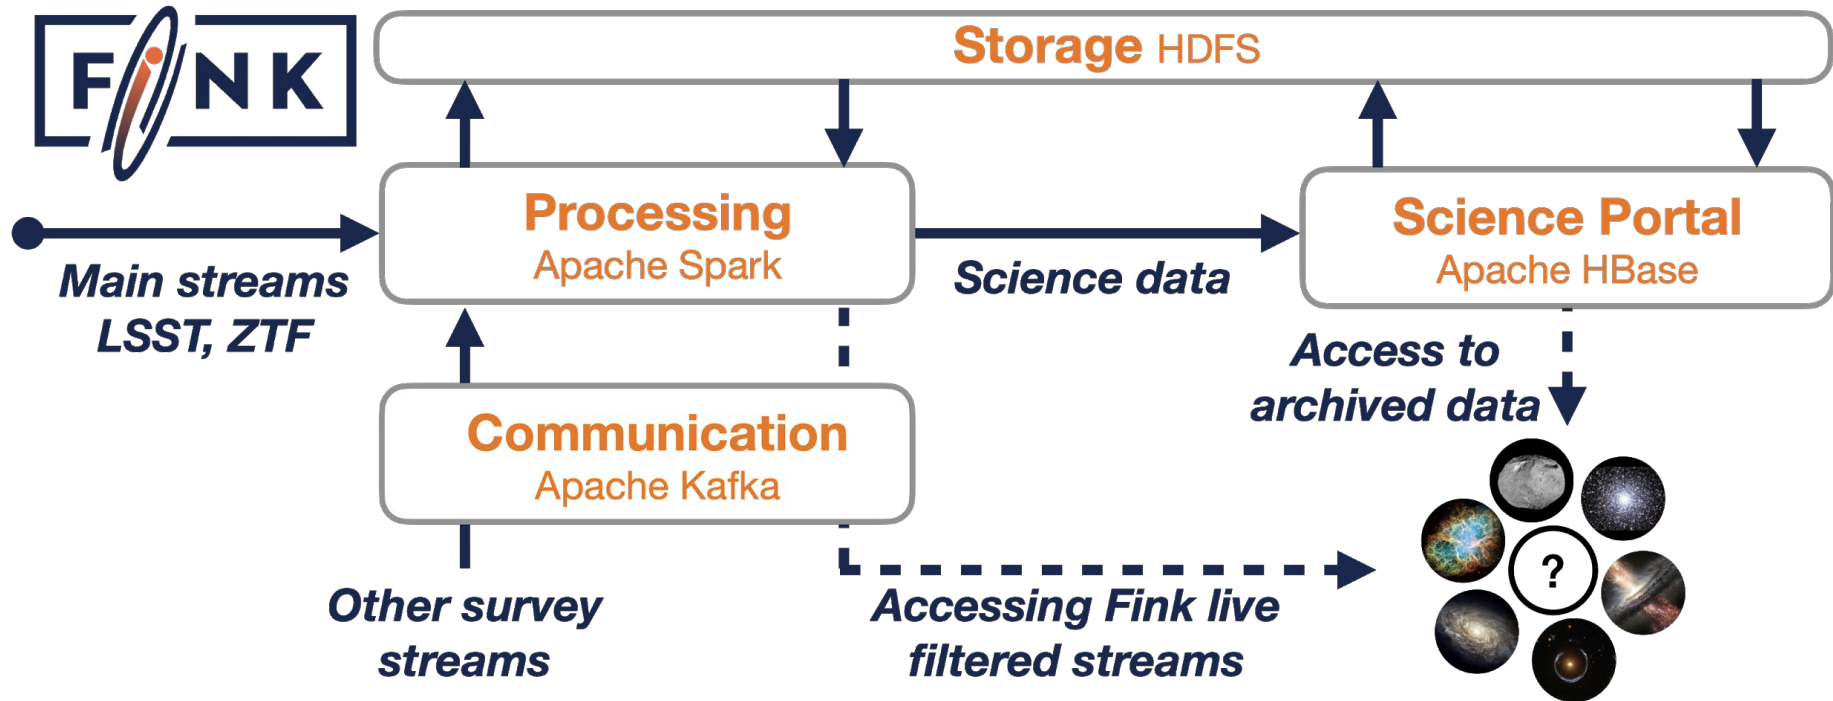 FINK
Storage HDFS
Processing
Apache Spark
Science Portal
Apache HBase
Main streams
LSST, ZTF
Science data
Access to
archived data
Communication
Apache Kafka
?
Other survey
streams
Accessing Fink live
filtered streams